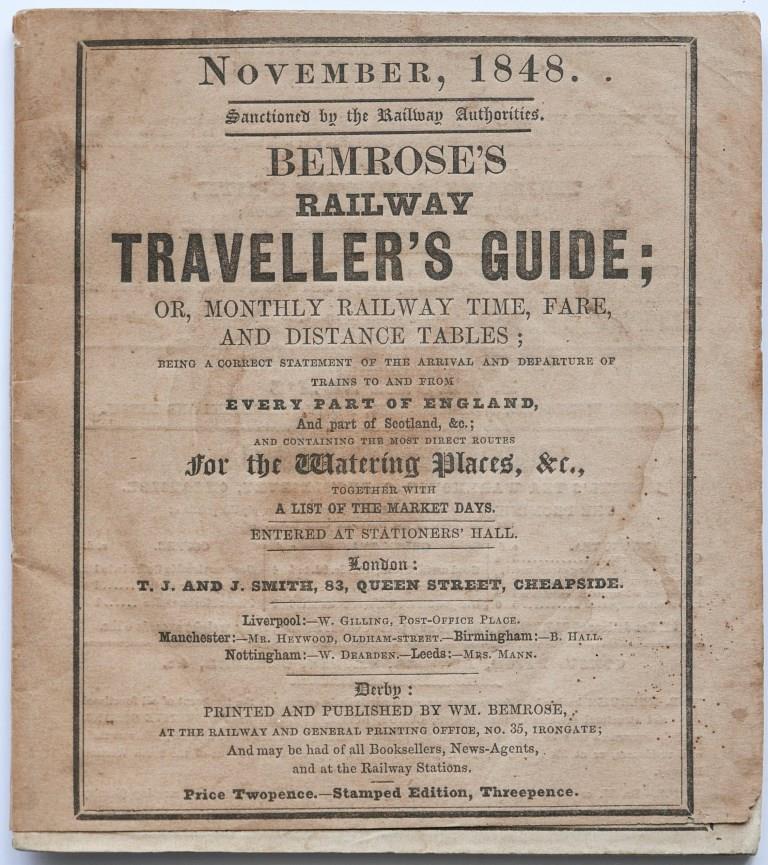 NOVEMBER, 1848.
Sanctioned by the Railway Authorities.
BEMROSE'S
RAILWAY
TRAVELLER'S GUIDE;
OR, MONTHLY RAILWAY TIME, FARE,
AND DISTANCE TABLES;
BEING A CORRECT STATEMENT OF THE ARRIVAL AND DEPARTURE OF
TRAINS TO AND FROM
EVERY PART OF ENGLAND,
And part of Scotland, &c.;
AND CONTAINING THE MOST DIRECT ROUTES
For the Watering Places, &c.,
TOGETHER WITH
A LIST OF THE MARKET DAYS.
ENTERED AT STATIONERS' HALL.
London:
T. J. AND J. SMITH, 83, QUEEN STREET, CHEAPSIDE.
Liverpool:—W. GILLING, POST-OFFICE PLACE.
Manchester:—MR. HEYWOOD, OLDHAM-STREET.—Birmingham:—B. HALL.
Nottingham:—W. DEARDEN.—Leeds:—MRS. MANN.
Derby:
PRINTED AND PUBLISHED BY WM. BEMROSE,
AT THE RAILWAY AND GENERAL PRINTING OFFICE, NO. 35, IRONGATE;
And may be had of all Booksellers, News-Agents,
and at the Railway Stations.
Price Twopence.—Stamped Edition, Threepence.